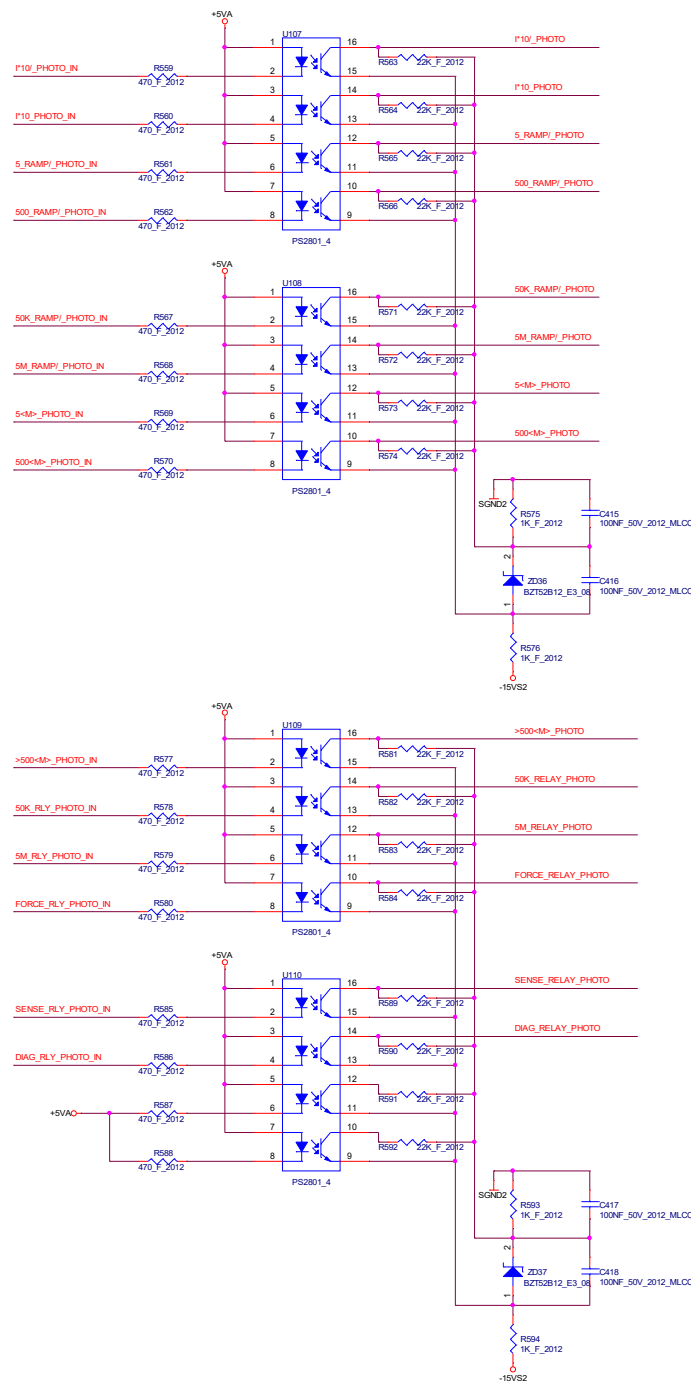 +5VA
U107
1 16 I*10/_PHOTO
R563 22K_F_2012
I*10/_PHOTO_IN R559 2 15
470_F_2012
3 14 I*10_PHOTO
R564 22K_F_2012
I*10_PHOTO_IN R560 4 13
470_F_2012
5 12 5_RAMP/_PHOTO
R565 22K_F_2012
5_RAMP/_PHOTO_IN R561 6 11
470_F_2012
7 10 500_RAMP/_PHOTO
R566 22K_F_2012
500_RAMP/_PHOTO_IN R562 8 9
470_F_2012
PS2801_4
+5VA
U108
1 16 50K_RAMP/_PHOTO
R571 22K_F_2012
50K_RAMP/_PHOTO_IN R567 2 15
470_F_2012
3 14 5M_RAMP/_PHOTO
R572 22K_F_2012
5M_RAMP/_PHOTO_IN R568 4 13
470_F_2012
5 12 5<M>_PHOTO
R573 22K_F_2012
5<M>_PHOTO_IN R569 6 11
470_F_2012
7 10 500<M>_PHOTO
R574 22K_F_2012
500<M>_PHOTO_IN R570 8 9
470_F_2012
PS2801_4
SGND2
R575
1K_F_2012
C415
100NF_50V_2012_MLCC
2
ZD36
BZT52B12_E3_08
1
C416
100NF_50V_2012_MLCC
R576
1K_F_2012
-15VS2
+5VA
U109
1 16 >500<M>_PHOTO
R581 22K_F_2012
>500<M>_PHOTO_IN R577 2 15
470_F_2012
3 14 50K_RELAY_PHOTO
R582 22K_F_2012
50K_RLY_PHOTO_IN R578 4 13
470_F_2012
5 12 5M_RELAY_PHOTO
R583 22K_F_2012
5M_RLY_PHOTO_IN R579 6 11
470_F_2012
7 10 FORCE_RELAY_PHOTO
R584 22K_F_2012
FORCE_RLY_PHOTO_IN R580 8 9
470_F_2012
PS2801_4
+5VA
U110
1 16 SENSE_RELAY_PHOTO
R589 22K_F_2012
SENSE_RLY_PHOTO_IN R585 2 15
470_F_2012
3 14 DIAG_RELAY_PHOTO
R590 22K_F_2012
DIAG_RLY_PHOTO_IN R586 4 13
470_F_2012
5 12
R591 22K_F_2012
+5VA R587 6 11
470_F_2012
7 10
R592 22K_F_2012
R588 8 9
470_F_2012
PS2801_4
SGND2
R593
1K_F_2012
C417
100NF_50V_2012_MLCC
2
ZD37
BZT52B12_E3_08
1
C418
100NF_50V_2012_MLCC
R594
1K_F_2012
-15VS2